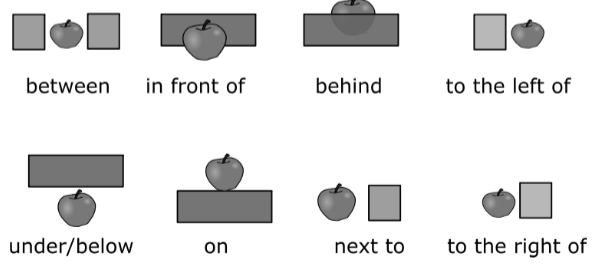 between in front of behind to the left of
under/below on next to to the right of